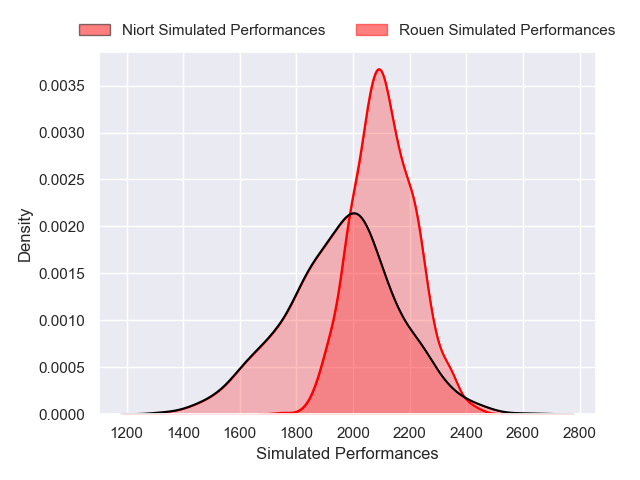 Niort Simulated Performances
Rouen Simulated Performances
0.0035
0.0030
0.0025
0.0020
0.0015
0.0010
0.0005
0.0000
Density
1200 1400 1600 1800 2000 2200 2400 2600 2800
Simulated Performances